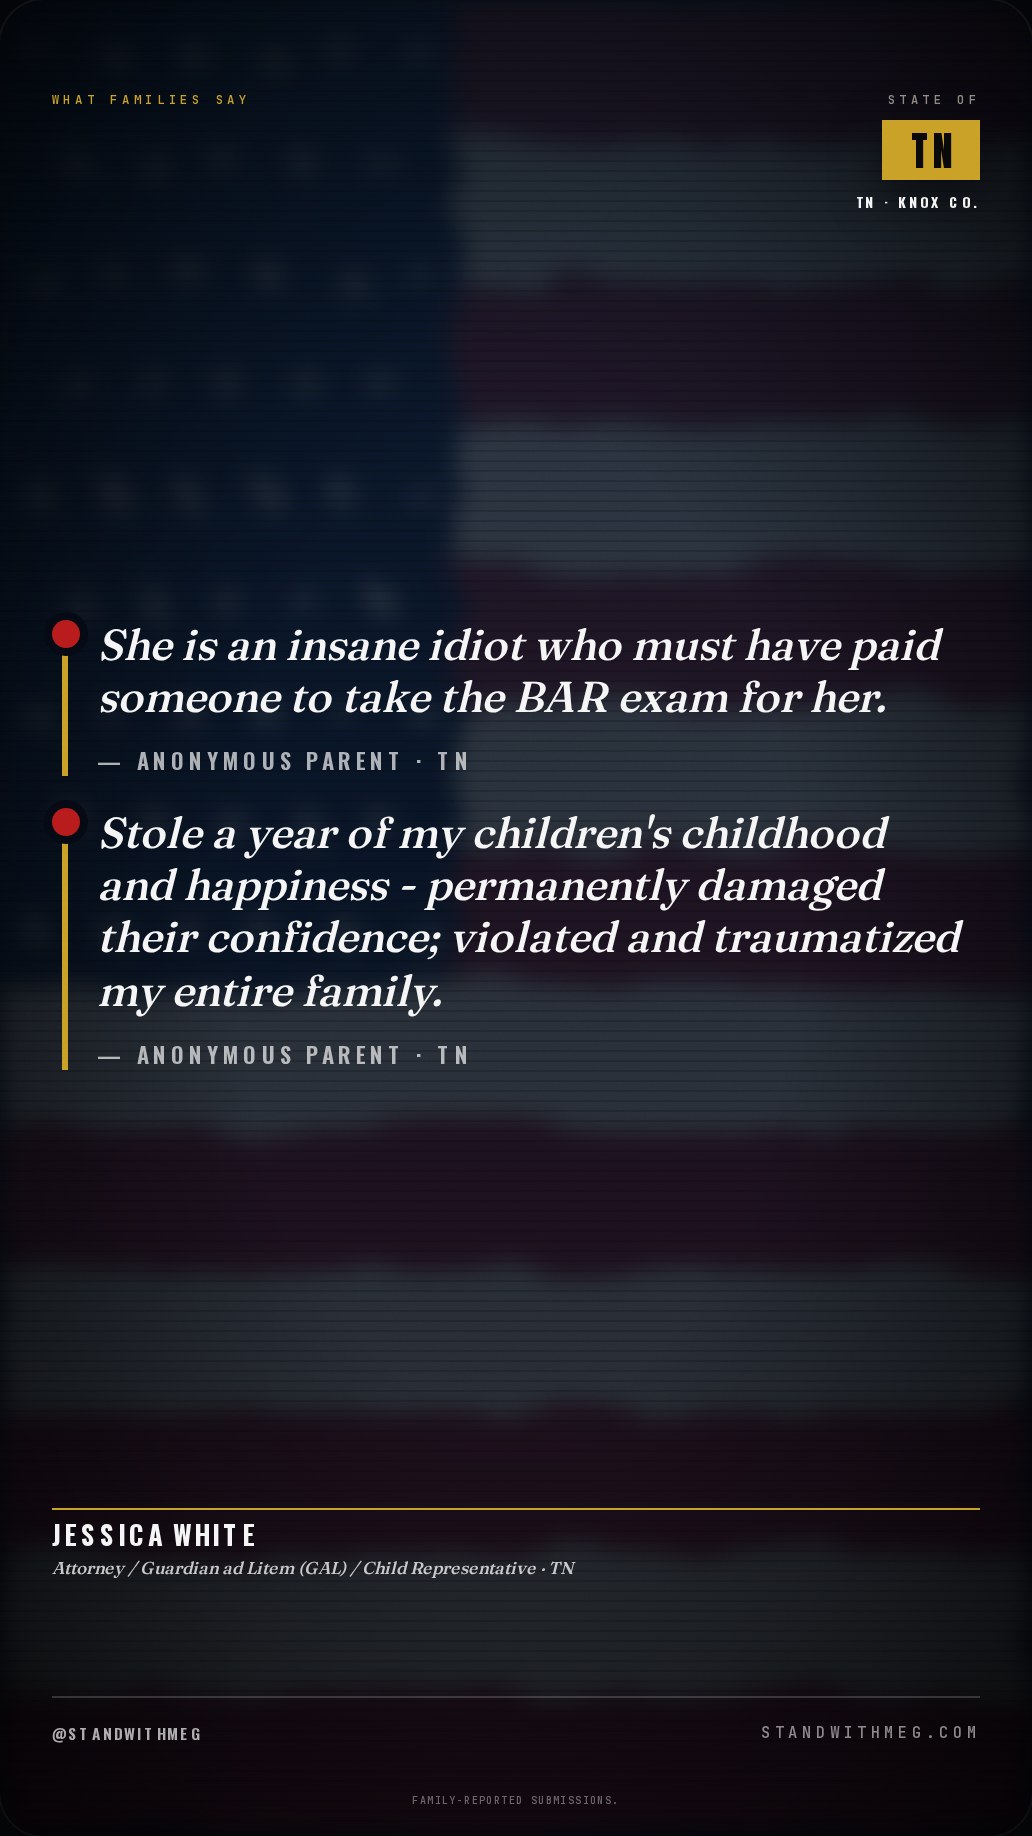 WHAT FAMILIES SAY
STATE OF
TN
TN · KNOX CO.
She is an insane idiot who must have paid
someone to take the BAR exam for her.
— ANONYMOUS PARENT · TN
Stole a year of my children's childhood
and happiness - permanently damaged
their confidence; violated and traumatized
my entire family.
— ANONYMOUS PARENT · TN
JESSICA WHITE
Attorney / Guardian ad Litem (GAL) / Child Representative · TN
@STANDWITHMEG
STANDWITHMEG.COM
FAMILY-REPORTED SUBMISSIONS.